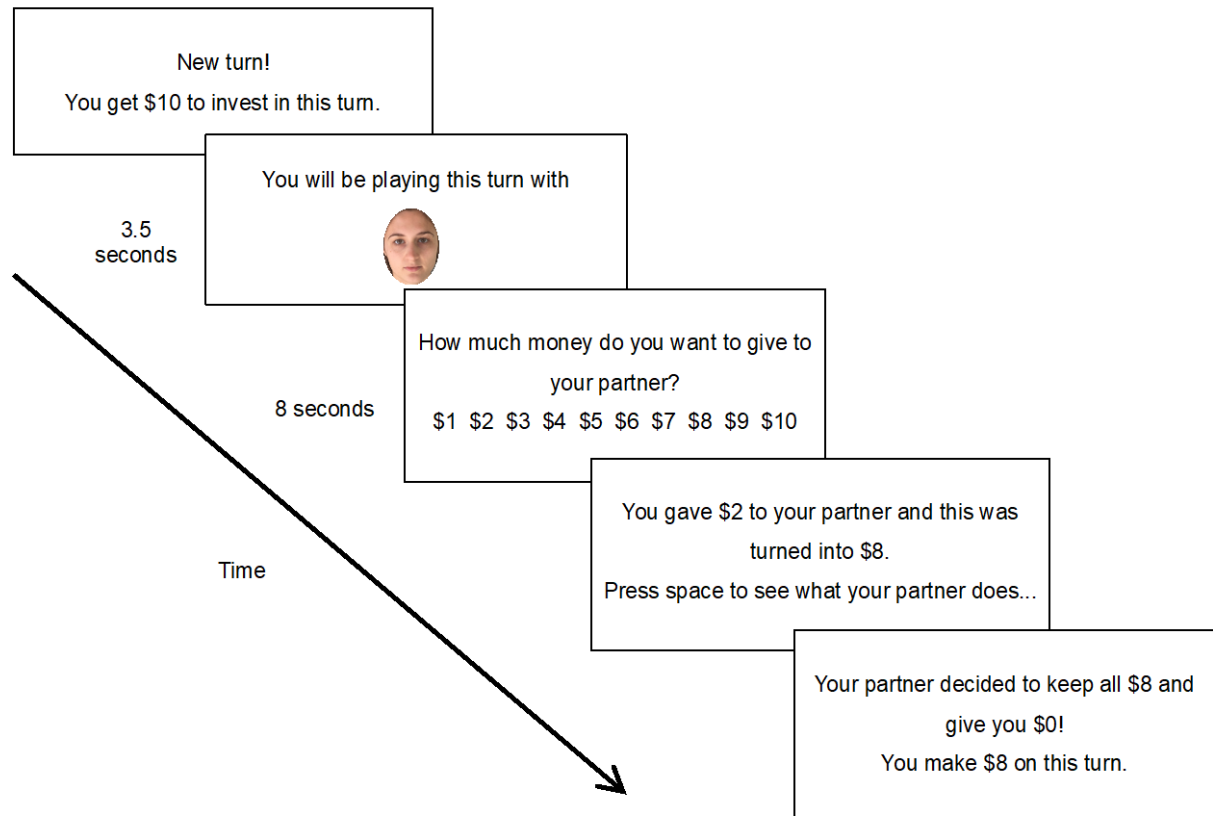 New turn!
You get $10 to invest in this turn.
You will be playing this turn with
3.5
seconds
How much money do you want to give to
your partner?
$1 $2 $3 $4 $5 $6 $7 $8 $9 $10
8 seconds
You gave $2 to your partner and this was
turned into $8.
Press space to see what your partner does...
Time
Your partner decided to keep all $8 and
give you $0!
You make $8 on this turn.